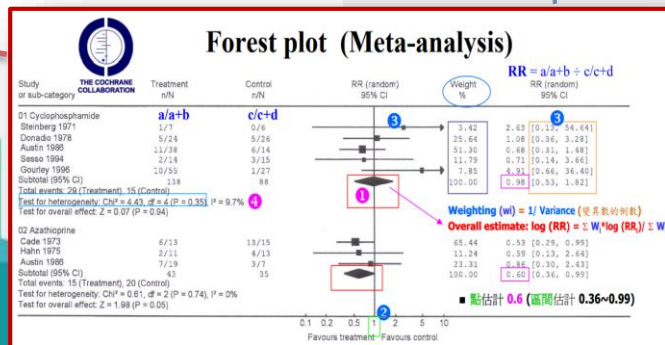 Forest plot (Meta-analysis)
THE COCHRANE
COLLABORATION
RR = a/a+b ÷ c/c+d
Study Treatment Control RR (random) Weight RR (random)
or sub-category n/N n/N 95% CI % 95% CI
a/a+b c/c+d 3 3
01 Cyclophosphamide
Steinberg 1971 1/7 0/6 3.42 2.63 [0.13, 54.64]
Donadio 1978 5/24 5/26 25.64 1.08 [0.36, 3.28]
Austin 1986 11/38 6/14 51.30 0.68 [0.31, 1.48]
Sesso 1994 2/14 3/15 11.79 0.71 [0.14, 3.66]
Gourley 1996 10/55 1/27 7.85 4.91 [0.66, 36.40]
Subtotal (95% CI) 138 88 100.00 0.98 [0.53, 1.82]
Total events: 29 (Treatment), 15 (Control) 1
Test for heterogeneity: Chi² = 4.43, df = 4 (P = 0.35), I² = 9.7% 4
Test for overall effect: Z = 0.07 (P = 0.94)
Weighting (wi) = 1/ Variance (變異數的倒數)
Overall estimate: log (RR) = Σ Wi*log (RRi)/ Σ W
02 Azathioprine
Cade 1973 6/13 13/15 65.44 0.53 [0.29, 0.99]
Hahn 1975 2/11 4/13 11.24 0.59 [0.13, 2.64]
Austin 1986 7/19 3/7 23.31 0.86 [0.30, 2.43]
Subtotal (95% CI) 43 35 100.00 0.60 [0.36, 0.99]
Total events: 15 (Treatment), 20 (Control)
Test for heterogeneity: Chi² = 0.61, df = 2 (P = 0.74), I² = 0%
Test for overall effect: Z = 1.98 (P = 0.05)
■ 點估計 0.6 (區間估計 0.36~0.99)
2
0.1 0.2 0.5 1 2 5 10
Favours treatment Favours control